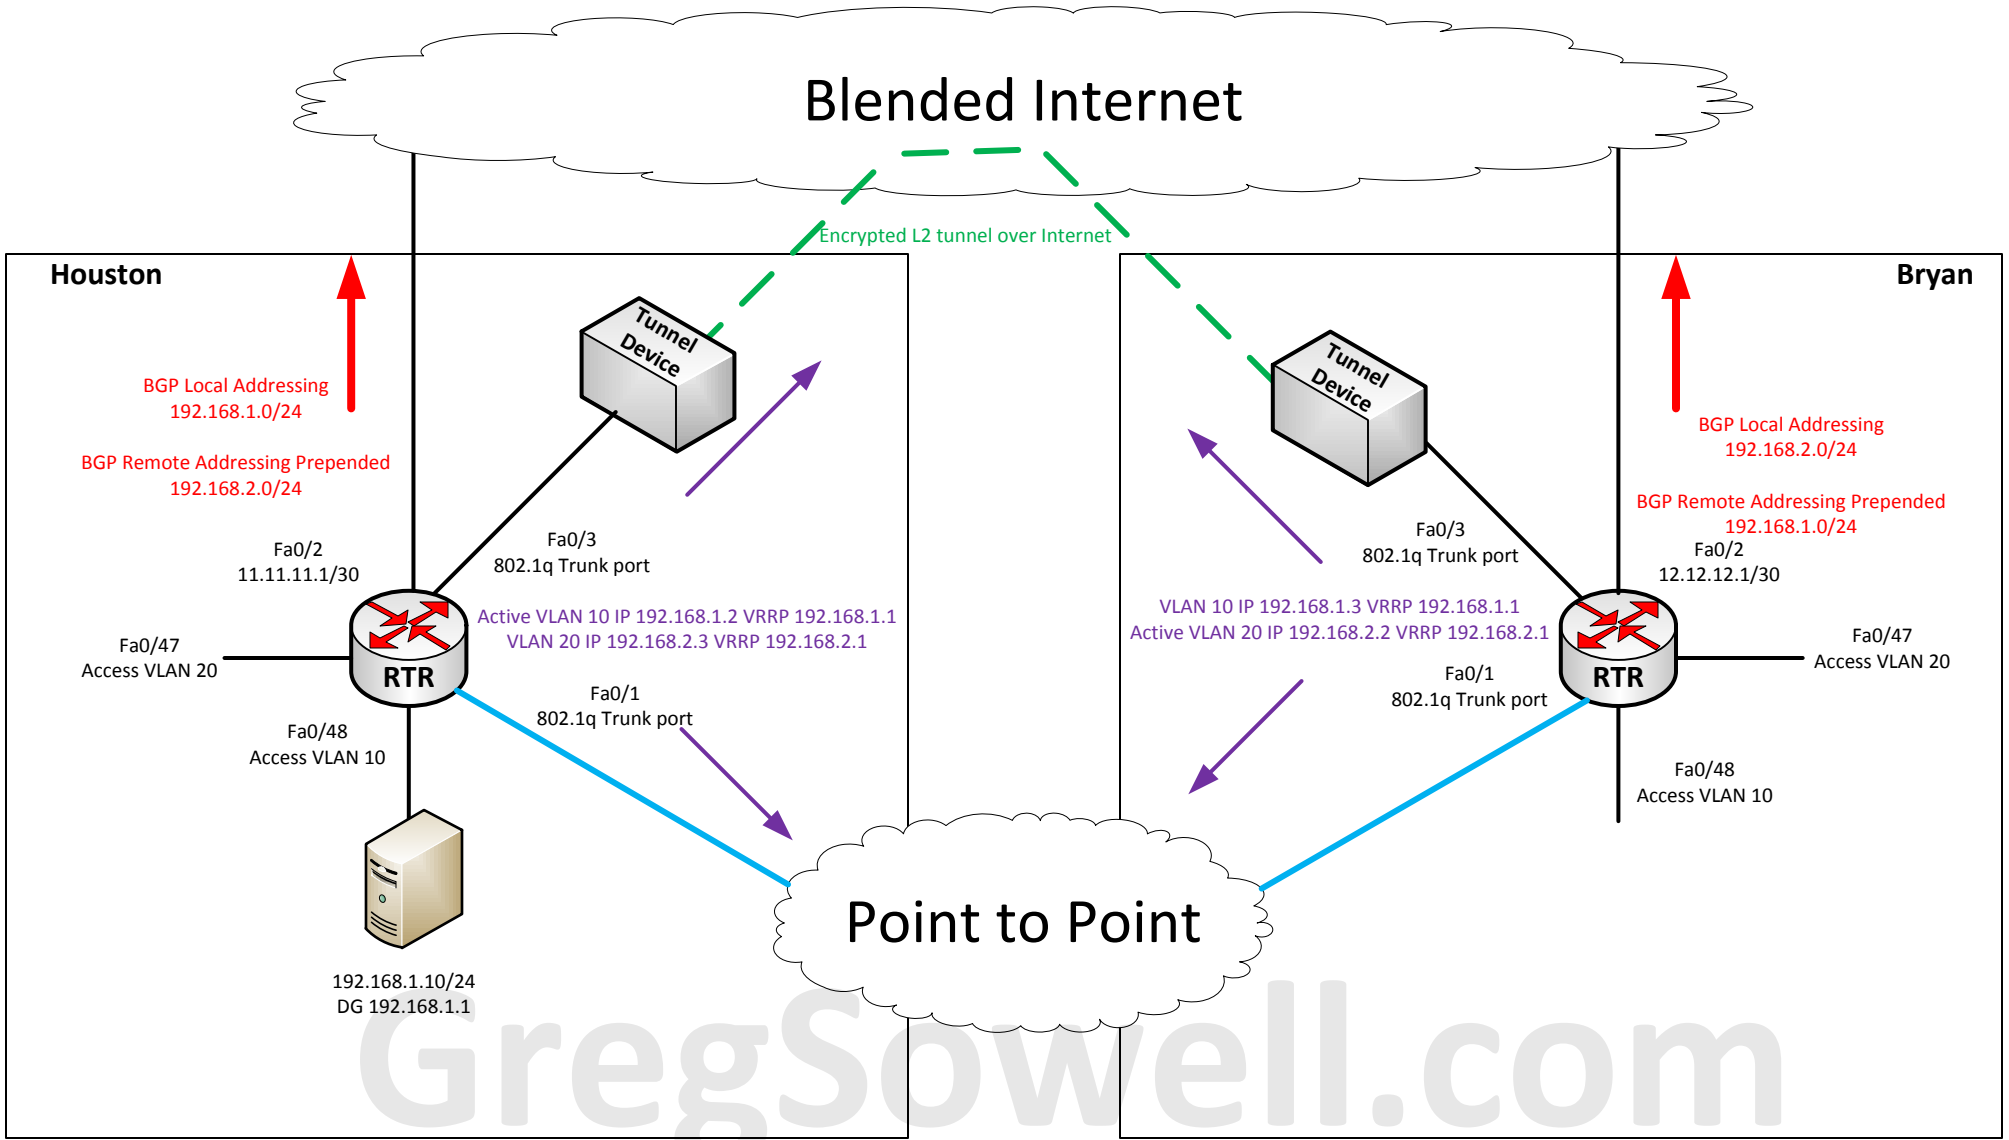 Blended Internet
Encrypted L2 tunnel over Internet
Houston
Tunnel
Device
BGP Local Addressing
192.168.1.0/24
BGP Remote Addressing Prepended
192.168.2.0/24
Fa0/2
11.11.11.1/30
Fa0/3
802.1q Trunk port
Active VLAN 10 IP 192.168.1.2 VRRP 192.168.1.1
VLAN 20 IP 192.168.2.3 VRRP 192.168.2.1
Fa0/47
Access VLAN 20
RTR
Fa0/1
802.1q Trunk port
Fa0/48
Access VLAN 10
192.168.1.10/24
DG 192.168.1.1
Bryan
Tunnel
Device
BGP Local Addressing
192.168.2.0/24
BGP Remote Addressing Prepended
192.168.1.0/24
Fa0/2
12.12.12.1/30
Fa0/3
802.1q Trunk port
VLAN 10 IP 192.168.1.3 VRRP 192.168.1.1
Active VLAN 20 IP 192.168.2.2 VRRP 192.168.2.1
Fa0/47
Access VLAN 20
RTR
Fa0/1
802.1q Trunk port
Fa0/48
Access VLAN 10
Point to Point
GregSowell.com